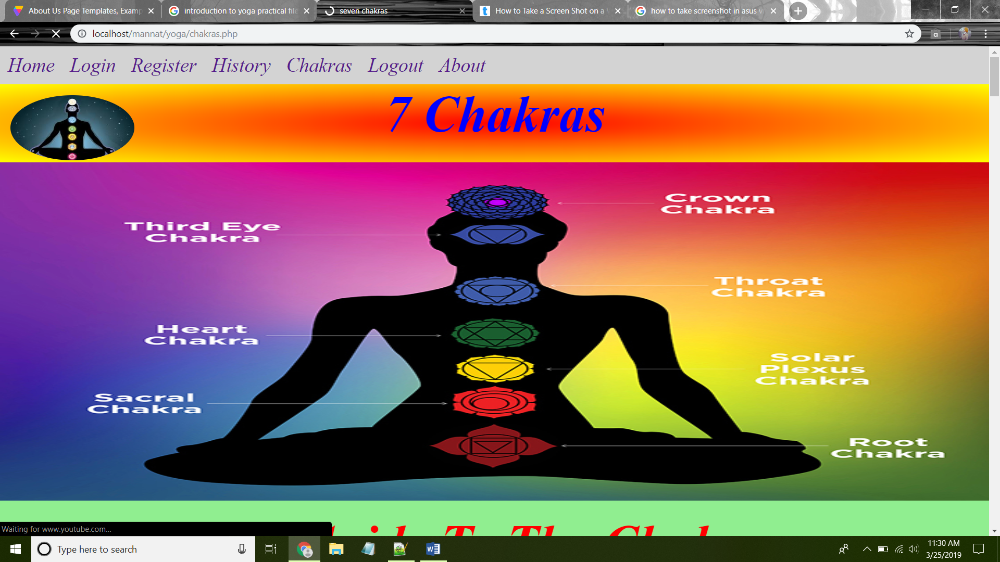 About Us Page Templates, Examp
introduction to yoga practical file
seven chakras
How to Take a Screen Shot on a
how to take screenshot in asus v
localhost/mannat/yoga/chakras.php
a
Home Login Register History Chakras Logout About
7 Chakras
Crown
Chakra
Third Eye
Chakra
Throat
Chakra
Heart
Chakra
Solar
Plexus
Chakra
Sacral
Chakra
Root
Chakra
To The
Waiting for www.youtube.com...
Type here to search
11:30 AM
3/25/2019